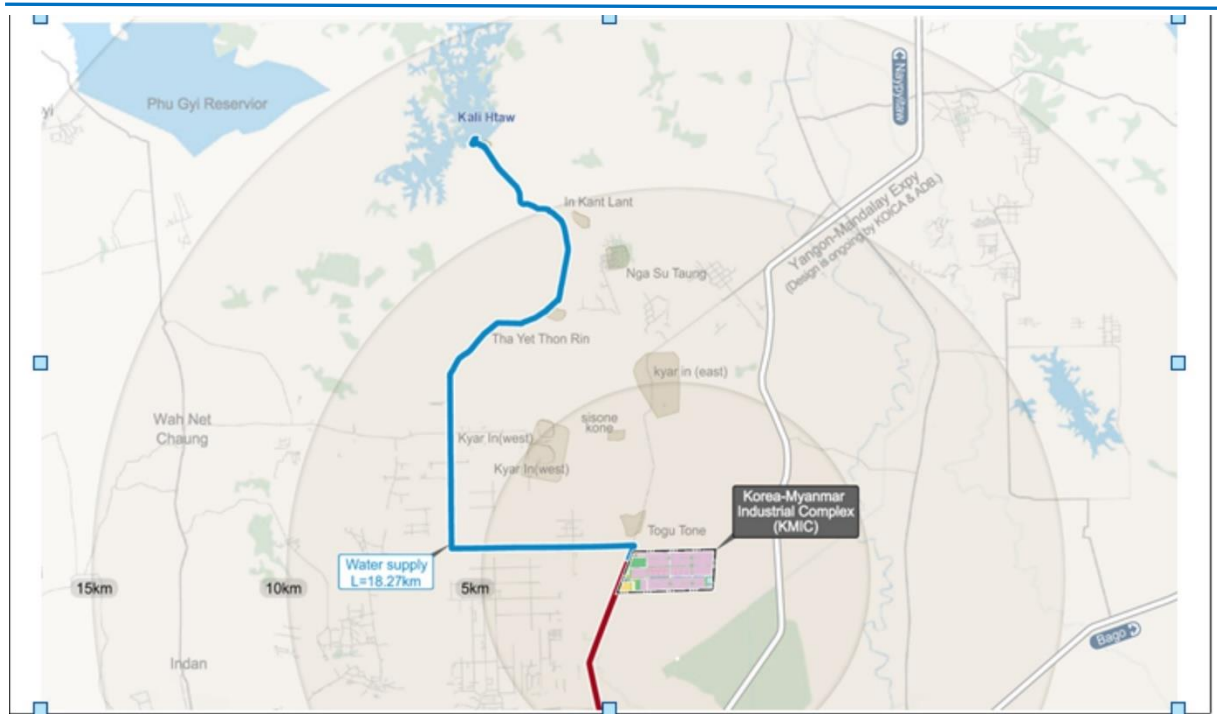 Phu Gyi Reservior
yi
Kali Htaw
Naypyitaw
In Kant Lant
Yangon-Mandalay Expy
(Design is ongoing by KOICA & ADB.)
Nga Su Taung
Tha Yet Thon Rin
kyar in (east)
Wah Net
Chaung
sisone
kone
Kyar In(west)
Kyar In(west)
Korea-Myanmar
Industrial Complex
(KMIC)
Togu Tone
Water supply
L=18.27km
15km
10km
5km
Bago
Indan